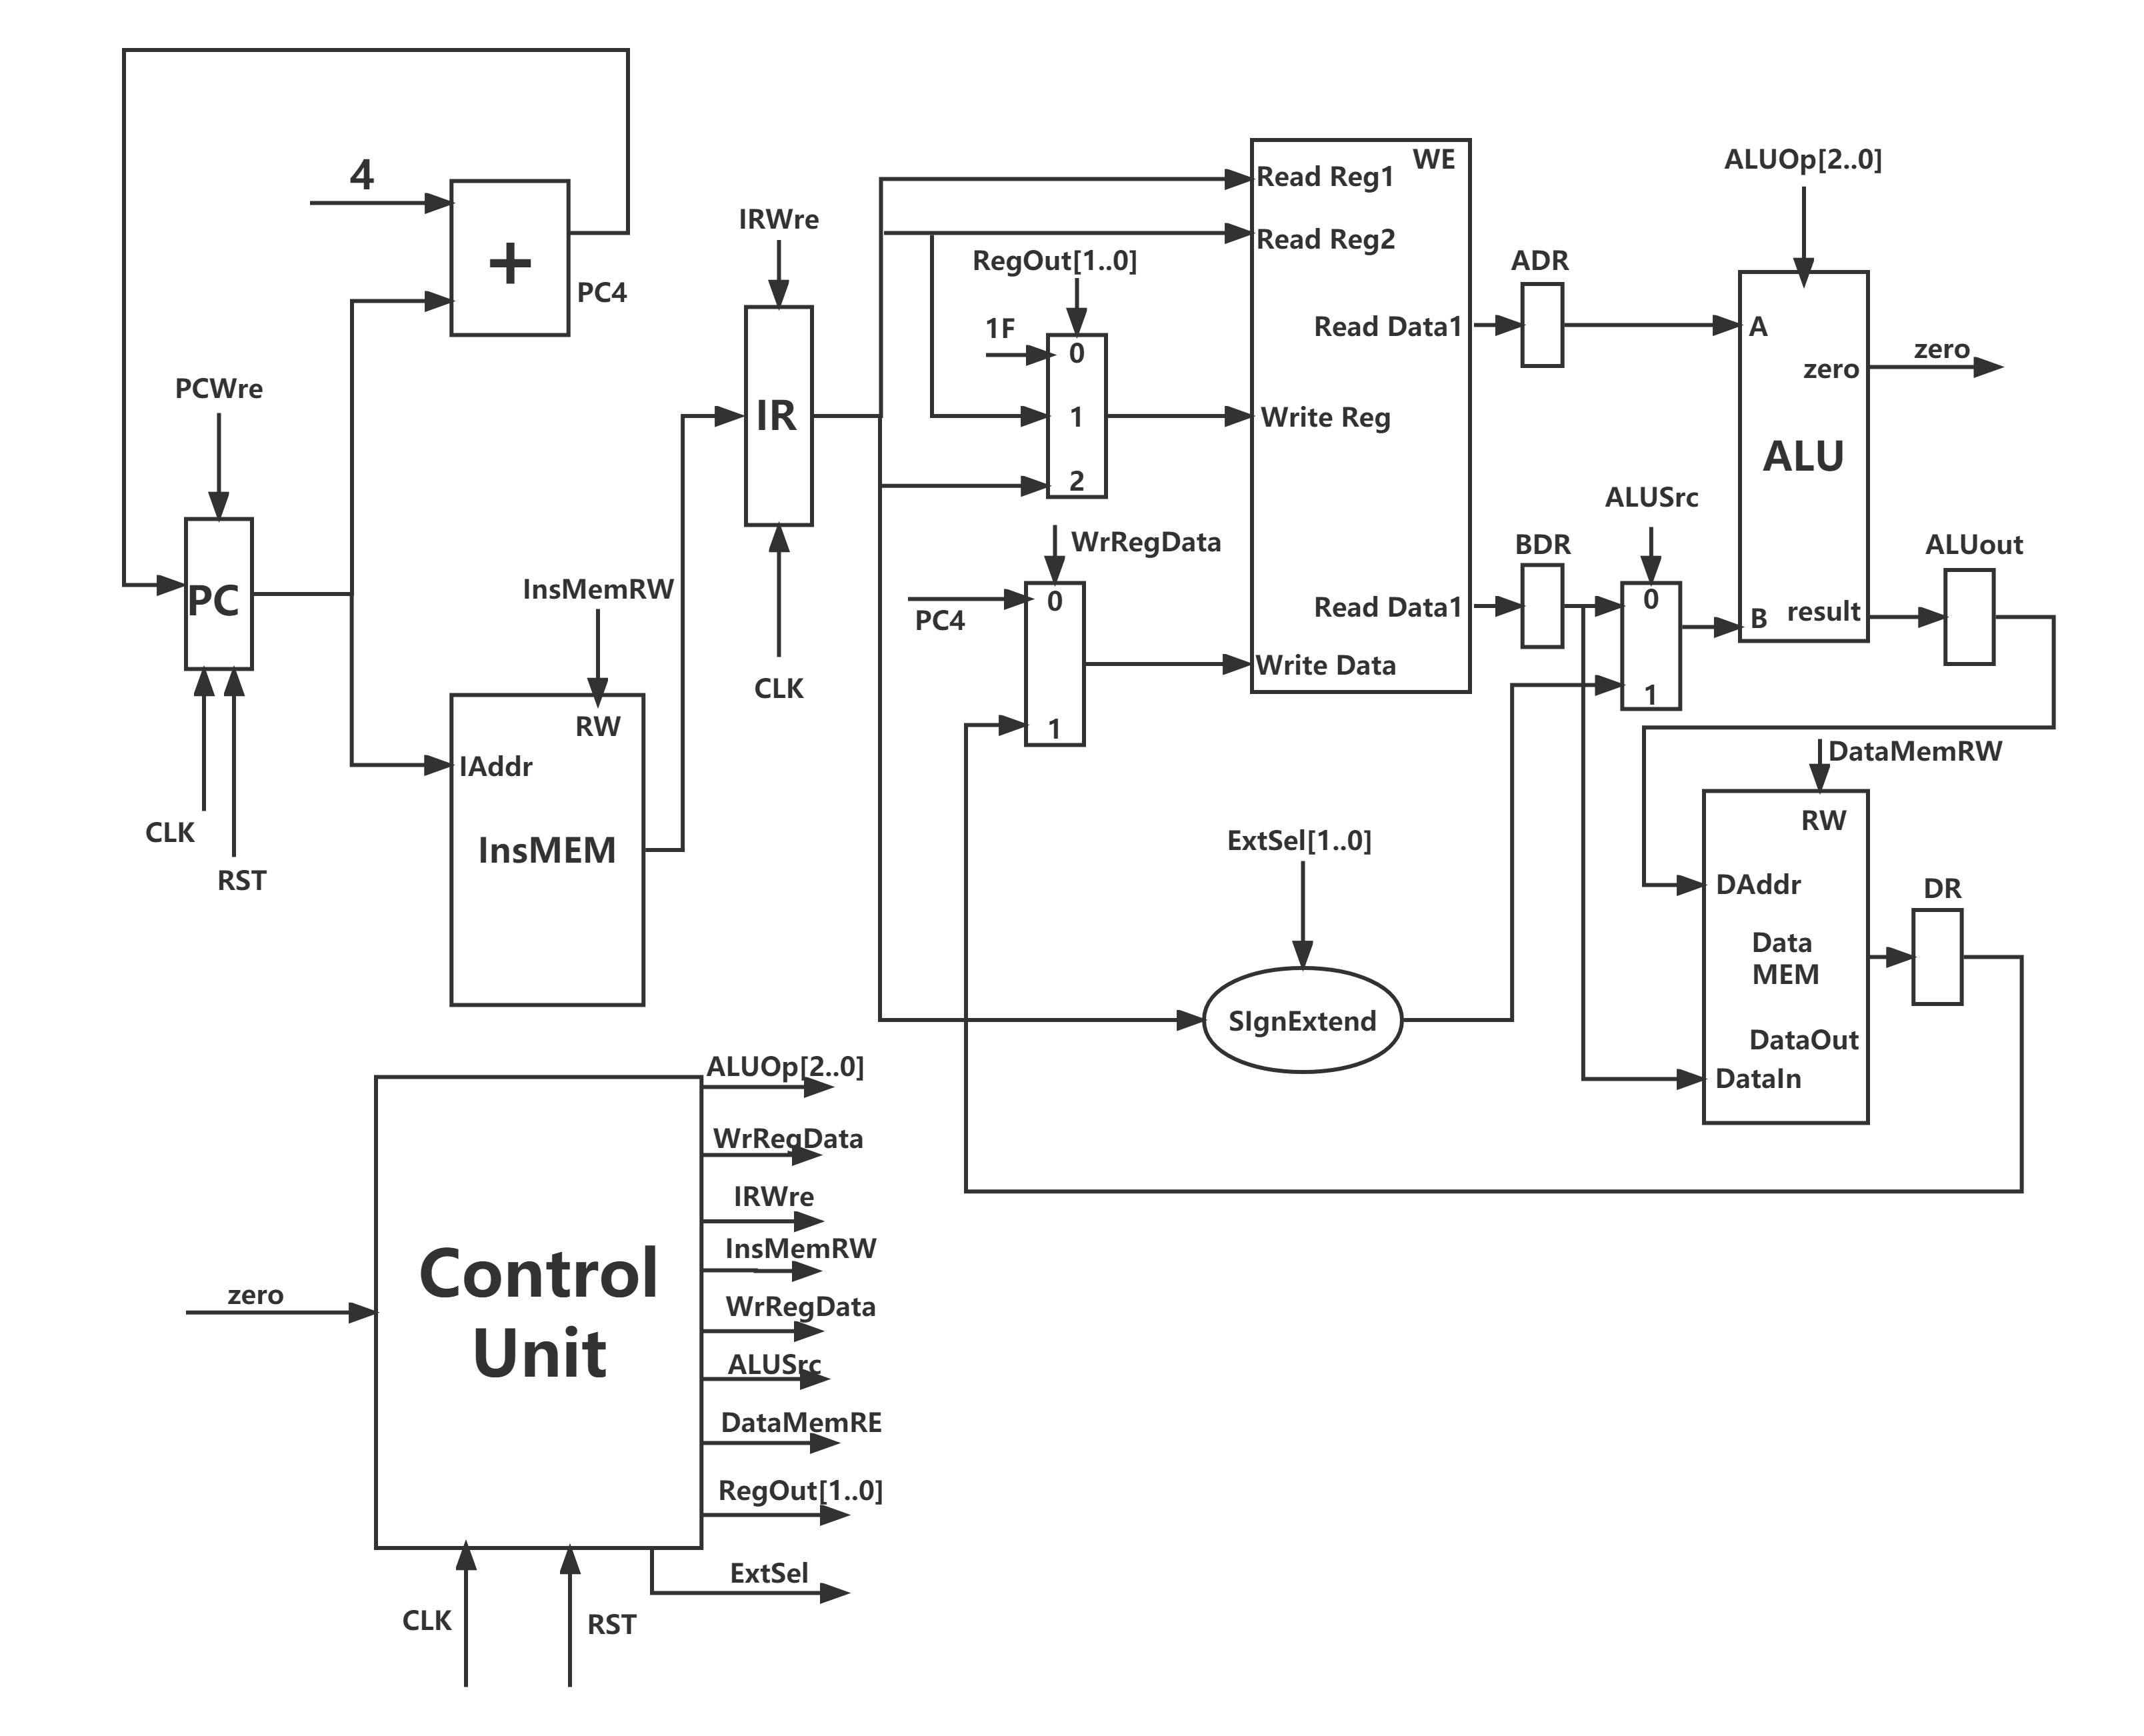 4
+
PC4
PCWre
PC
CLK
RST
InsMemRW
RW
IAddr
InsMEM
IRWre
IR
CLK
RegOut[1..0]
1F
0
1
2
WrRegData
PC4
0
1
WE
Read Reg1
Read Reg2
Read Data1
Write Reg
Read Data1
Write Data
ADR
BDR
ALUSrc
0
1
ALUOp[2..0]
A
zero
zero
ALU
B
result
ALUout
DataMemRW
RW
DAddr
Data
MEM
DataOut
DataIn
DR
ExtSel[1..0]
SIgnExtend
zero
Control
Unit
CLK
RST
ALUOp[2..0]
WrRegData
IRWre
InsMemRW
WrRegData
ALUSrc
DataMemRE
RegOut[1..0]
ExtSel